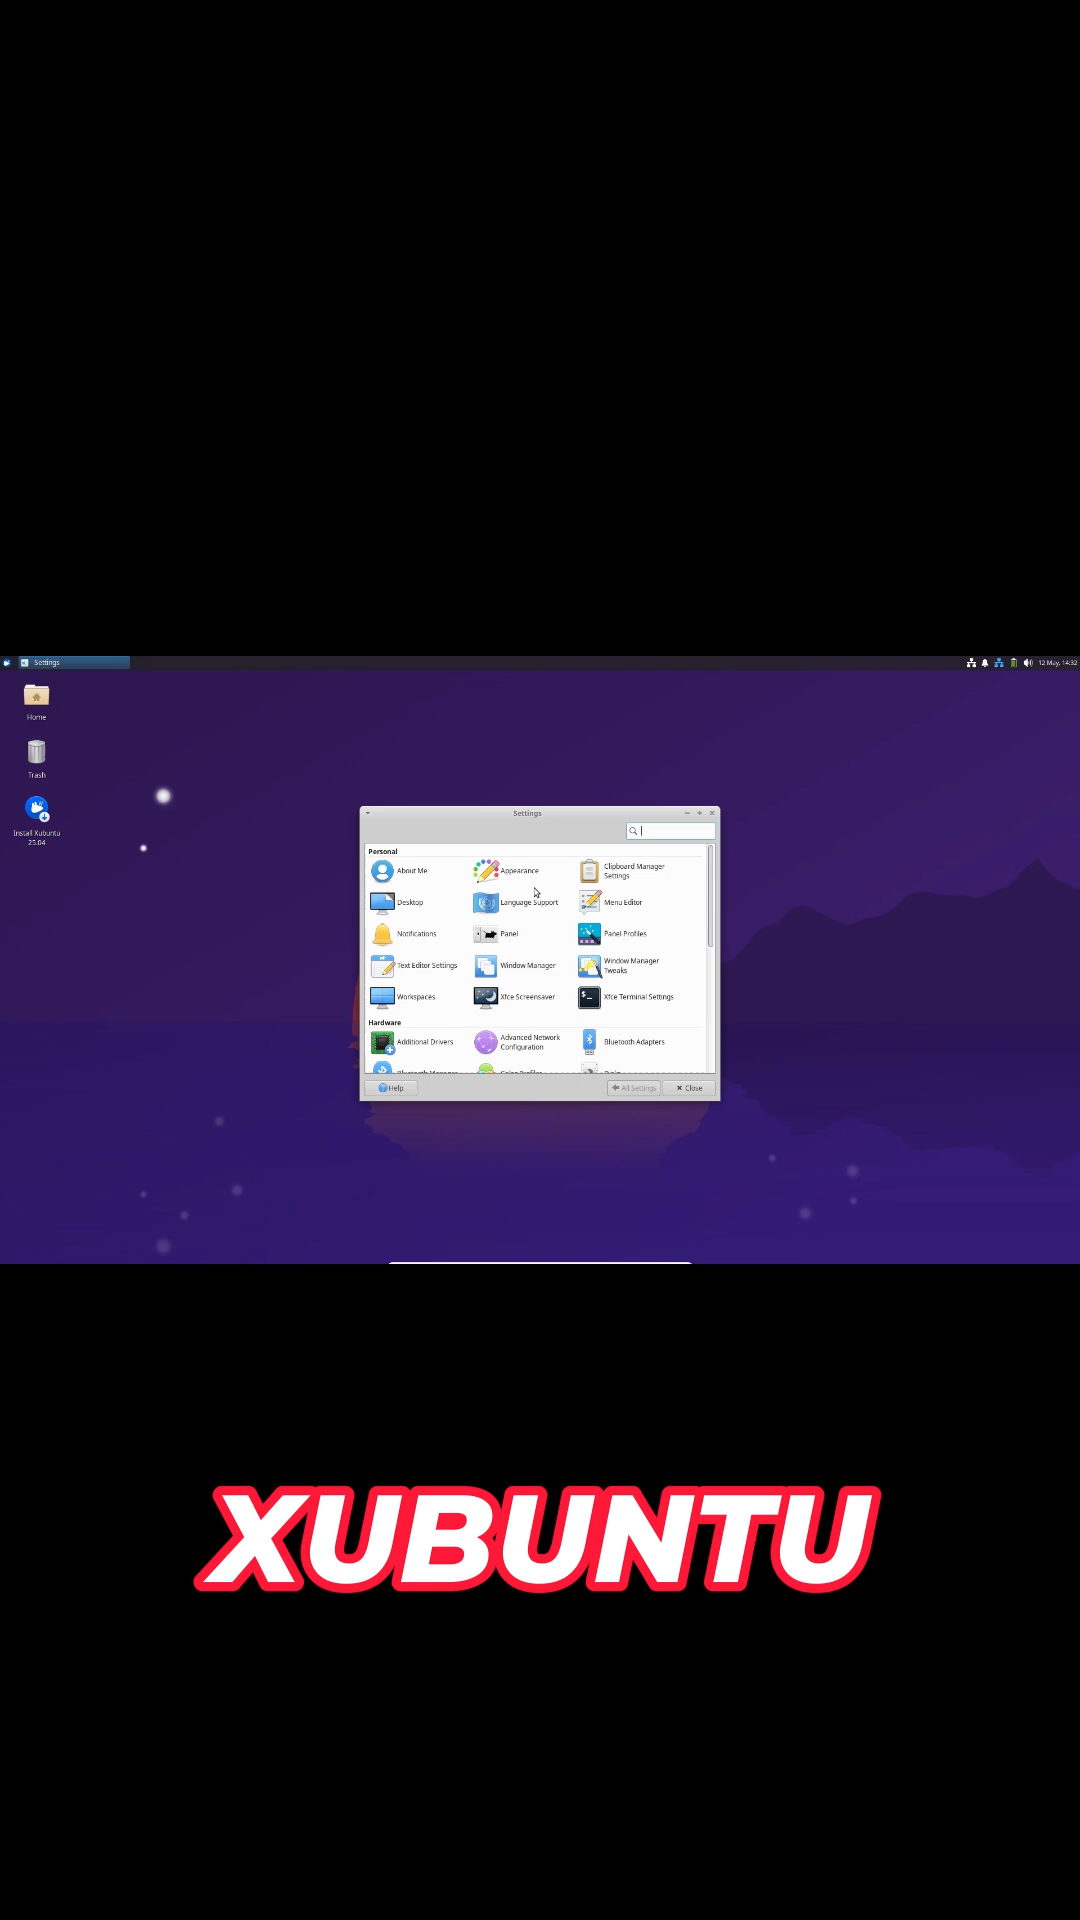 Settings
12 May, 14:32
Home
Trash
Install Xubuntu
25.04
Settings
Personal
About Me
Appearance
Clipboard Manager
Settings
Desktop
Language Support
Menu Editor
Notifications
Panel
Panel Profiles
Text Editor Settings
Window Manager
Window Manager
Tweaks
Workspaces
Xfce Screensaver
Xfce Terminal Settings
Hardware
Additional Drivers
Advanced Network
Configuration
Bluetooth Adapters
Help
All Settings
Close
XUBUNTU